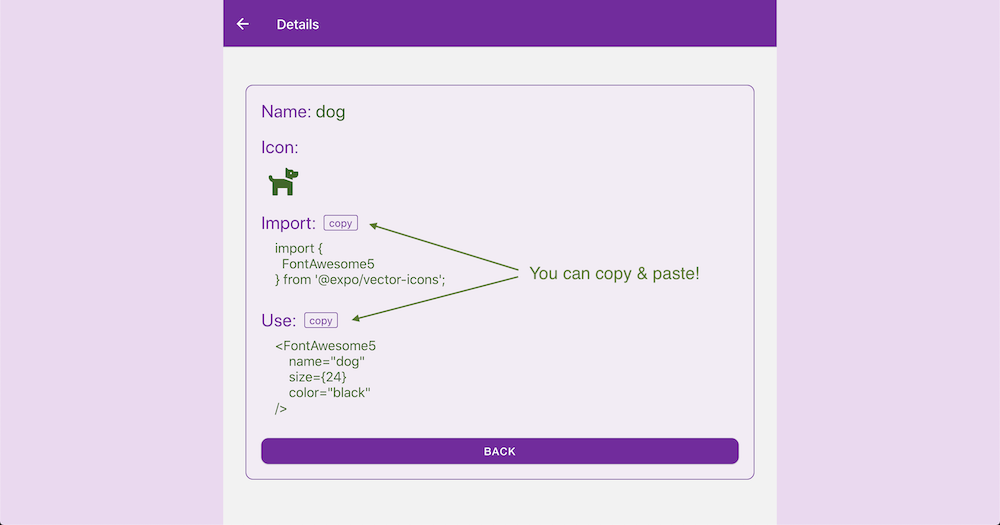 Details
Name: dog
Icon:
Import: copy
import {
  FontAwesome5
} from '@expo/vector-icons';
You can copy & paste!
Use: copy
<FontAwesome5
    name="dog"
    size={24}
    color="black"
/>
BACK